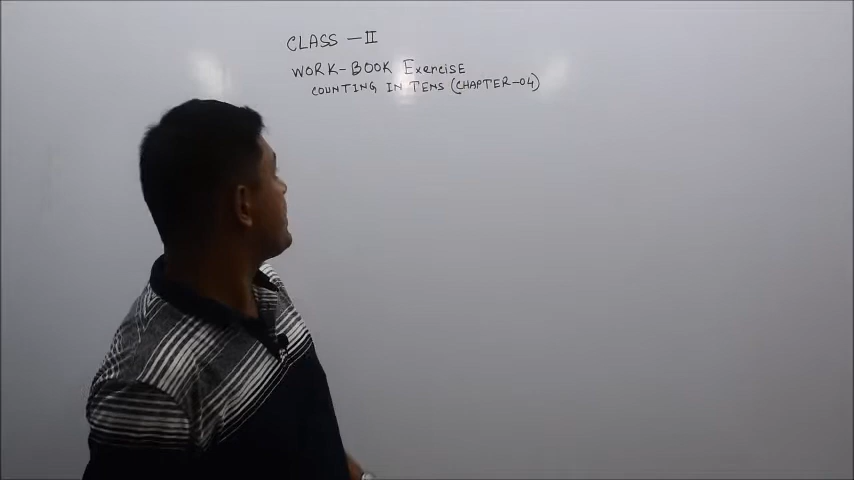 CLASS - II
WORK-BOOK Exercise
COUNTING IN TENS (CHAPTER-04)